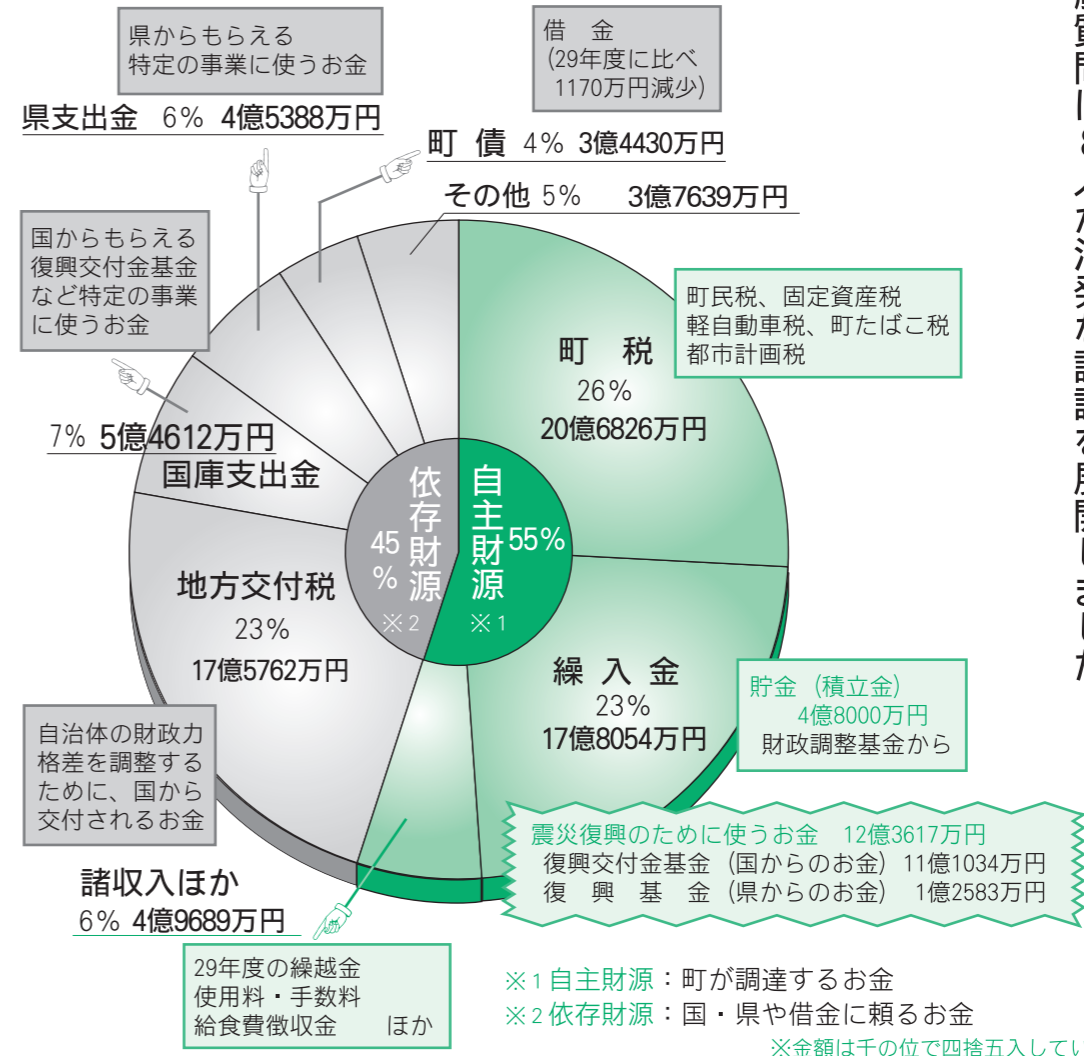 県からもらえる
特定の事業に使うお金
県支出金 6% 4億5388万円
借 金
(29年度に比べ
1170万円減少)
町 債 4% 3億4430万円
その他 5% 3億7639万円
国からもらえる
復興交付金基金
など特定の事業
に使うお金
7% 5億4612万円
国庫支出金
町 税
26%
20億6826万円
町民税、固定資産税
軽自動車税、町たばこ税
都市計画税
依存財源
45%
※2
自主財源
55%
※1
地方交付税
23%
17億5762万円
自治体の財政力
格差を調整する
ために、国から
交付されるお金
繰 入 金
23%
17億8054万円
貯金(積立金)
4億8000万円
財政調整基金から
震災復興のために使うお金 12億3617万円
復興交付金基金(国からのお金)11億1034万円
復 興 基 金(県からのお金) 1億2583万円
諸収入ほか
6% 4億9689万円
29年度の繰越金
使用料・手数料
給食費徴収金 ほか
※1 自主財源:町が調達するお金
※2 依存財源:国・県や借金に頼るお金
※金額は千の位で四捨五入してい